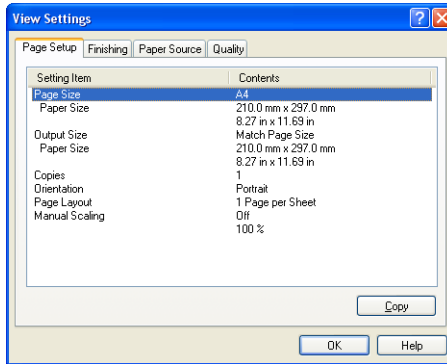 View Settings
Page Setup Finishing Paper Source Quality
Setting Item Contents
Page Size A4
Paper Size 210.0 mm x 297.0 mm
8.27 in x 11.69 in
Output Size Match Page Size
Paper Size 210.0 mm x 297.0 mm
8.27 in x 11.69 in
Copies 1
Orientation Portrait
Page Layout 1 Page per Sheet
Manual Scaling Off
100 %
Copy
OK Help